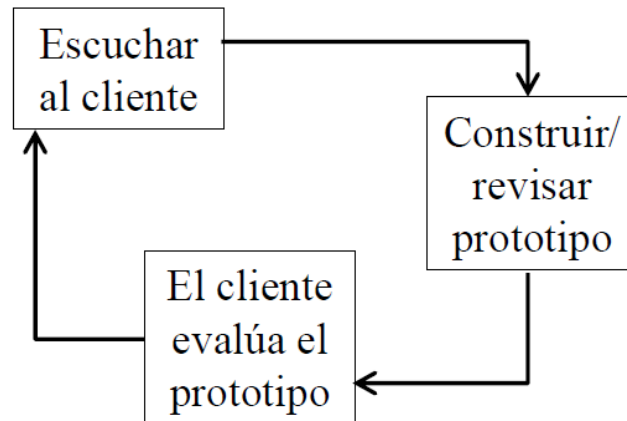 Escuchar
al cliente
Construir/
revisar
prototipo
El cliente
evalúa el
prototipo